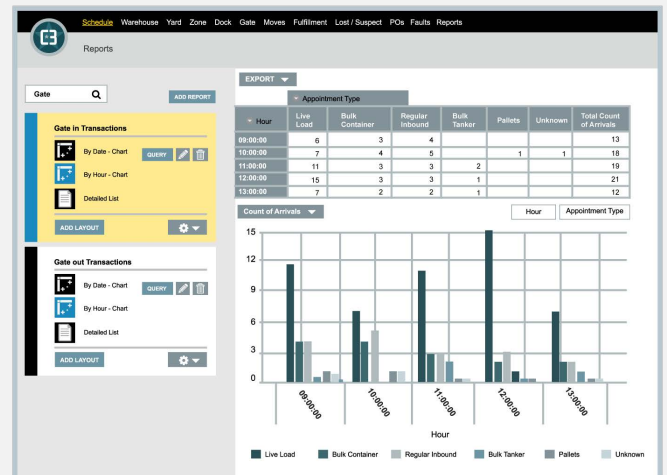 C3
Schedule Warehouse Yard Zone Dock Gate Moves Fulfillment Lost / Suspect POs Faults Reports
Reports
Gate
ADD REPORT
Gate in Transactions
By Date - Chart
QUERY
By Hour - Chart
Detailed List
ADD LAYOUT
Gate out Transactions
By Date - Chart
QUERY
By Hour - Chart
Detailed List
ADD LAYOUT
EXPORT
Appointment Type
Hour Live Load Bulk Container Regular Inbound Bulk Tanker Pallets Unknown Total Count of Arrivals
09:00:00 6 3 4 13
10:00:00 7 4 5 1 1 18
11:00:00 11 3 3 2 19
12:00:00 15 3 3 1 21
13:00:00 7 2 2 1 12
Count of Arrivals
Hour Appointment Type
15
12
9
6
3
0
09:00:00 10:00:00 11:00:00 12:00:00 13:00:00
Hour
Live Load Bulk Container Regular Inbound Bulk Tanker Pallets Unknown